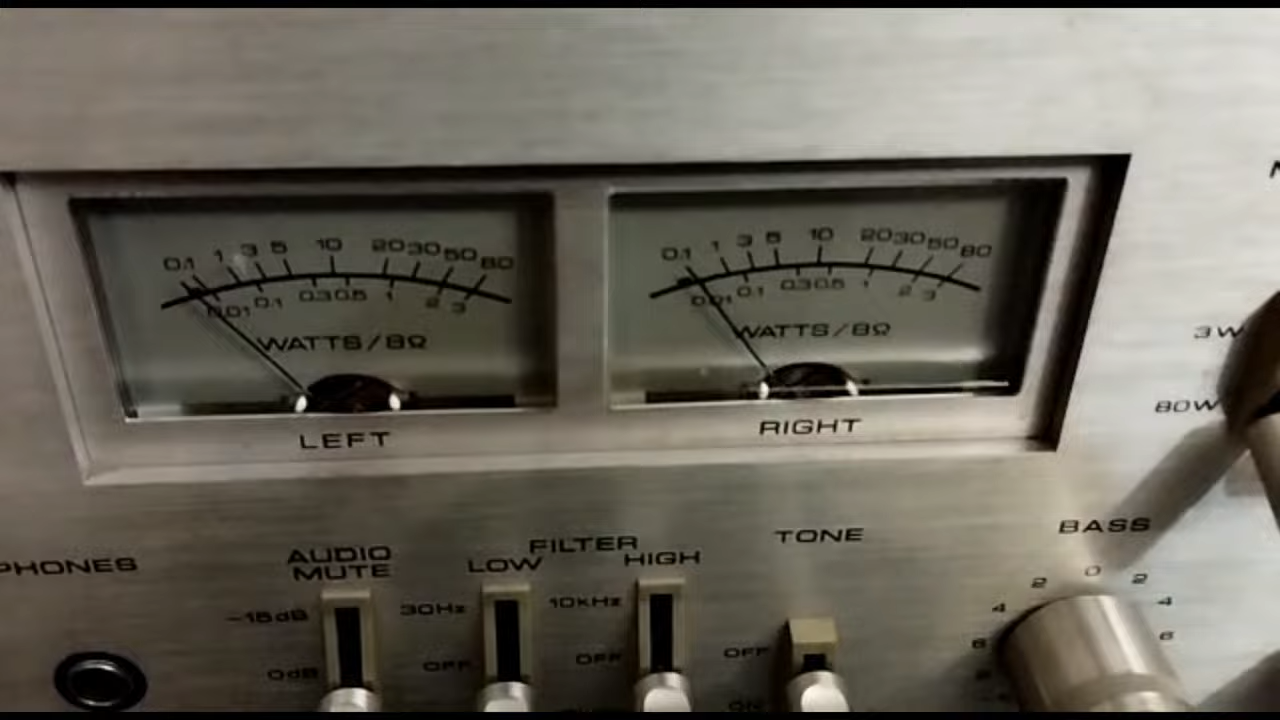 0.1 1 3 5 10 20 30 50 80
0.01 0.1 0.3 0.5 1 2 3
WATTS/8Ω
LEFT
0.1 1 3 5 10 20 30 50 80
0.01 0.1 0.3 0.5 1 2 3
WATTS/8Ω
RIGHT
3W
80W
PHONES
AUDIO
MUTE
-15dB
0dB
FILTER
LOW
30Hz
OFF
HIGH
10kHz
OFF
TONE
OFF
ON
BASS
0
2 2
4 4
6 6